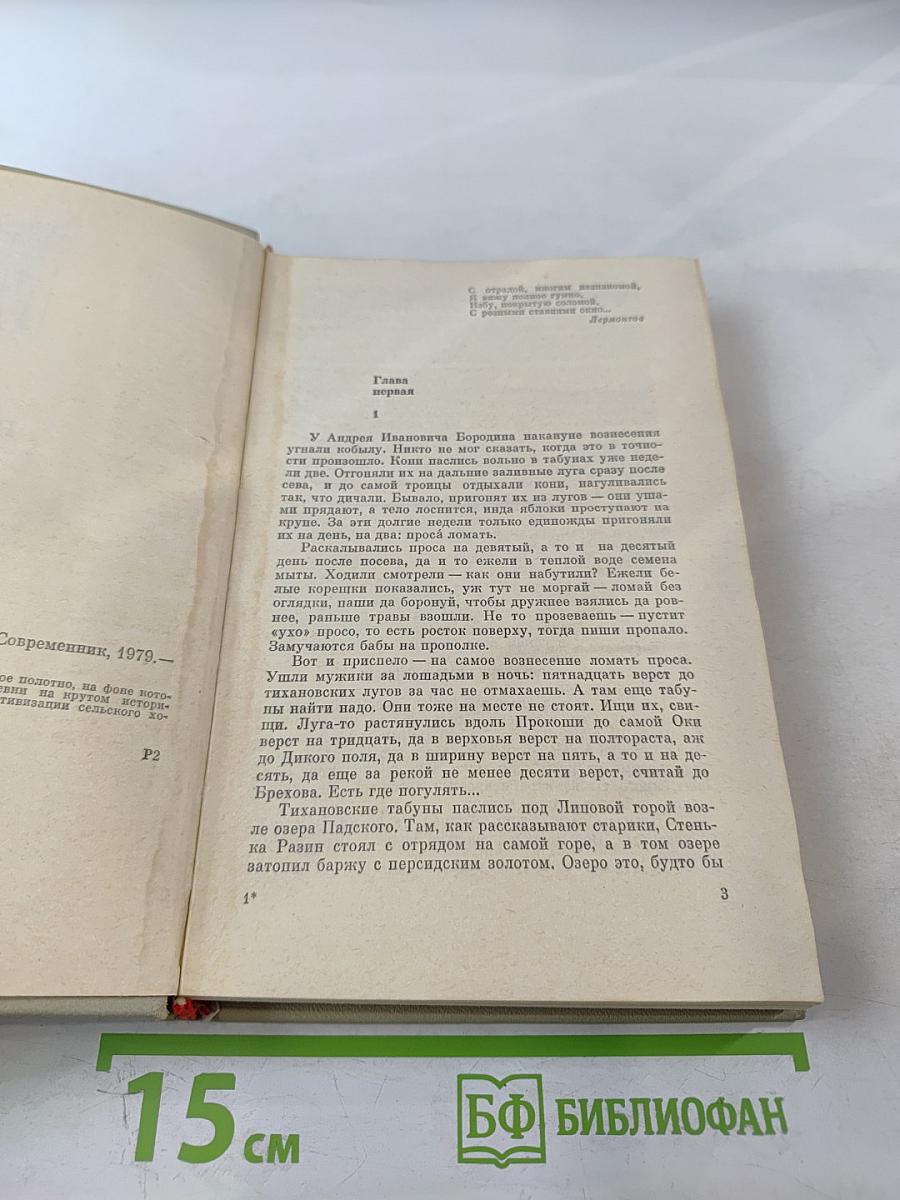 Современник, 1979.—
ое полотно, на фоне кото-
евни на крутом истори-
тивизации сельского хо-
Р2
С отрадой, многим незнакомой,
Я вижу полное гумно,
Избу, покрытую соломой,
С резными ставнями окно...
Лермонтов
Глава
первая
1
У Андрея Ивановича Бородина накануне вознесения
угнали кобылу. Никто не мог сказать, когда это в точно-
сти произошло. Кони паслись вольно в табунах уже неде-
ли две. Отгоняли их на дальние заливные луга сразу после
сева, и до самой троицы отдыхали кони, нагуливались
так, что дичали. Бывало, пригонят их из лугов — они уша-
ми прядают, а тело лоснится, инда яблоки проступают на
крупе. За эти долгие недели только единожды пригоняли
их на день, на два: просá ломать.
Раскалывались проса на девятый, а то и на десятый
день после посева, да и то ежели в теплой воде семена
мыты. Ходили смотрели — как они набутили? Ежели бе-
лые корешки показались, уж тут не моргай — ломай без
оглядки, паши да боронуй, чтобы дружнее взялись да ров-
нее, раньше травы взошли. Не то прозеваешь — пустит
«ухо» просо, то есть росток поверху, тогда пиши пропало.
Замучаются бабы на прополке.
Вот и приспело — на самое вознесение ломать проса.
Ушли мужики за лошадьми в ночь: пятнадцать верст до
тихановских лугов за час не отмахаешь. А там еще табу-
ны найти надо. Они тоже на месте не стоят. Ищи их, сви-
щи. Луга-то растянулись вдоль Прокоши до самой Оки
верст на тридцать, да в верховья верст на полтораста, аж
до Дикого поля, да в ширину верст на пять, а то и на де-
сять, да еще за рекой не менее десяти верст, считай до
Брехова. Есть где погулять...
Тихановские табуны паслись под Липовой горой воз-
ле озера Падского. Там, как рассказывают старики, Стень-
ка Разин стоял с отрядом на самой горе, а в том озере
затопил баржу с персидским золотом. Озеро это, будто бы
1*
3
15 см
БФ БИБЛИОФАН